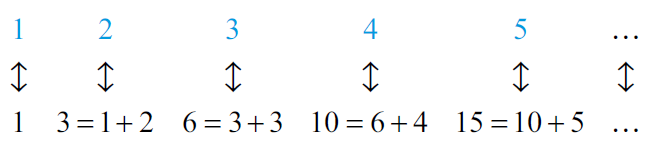 1 2 3 4 5 …
↕ ↕ ↕ ↕ ↕ ↕
1 3=1+2 6=3+3 10=6+4 15=10+5 …